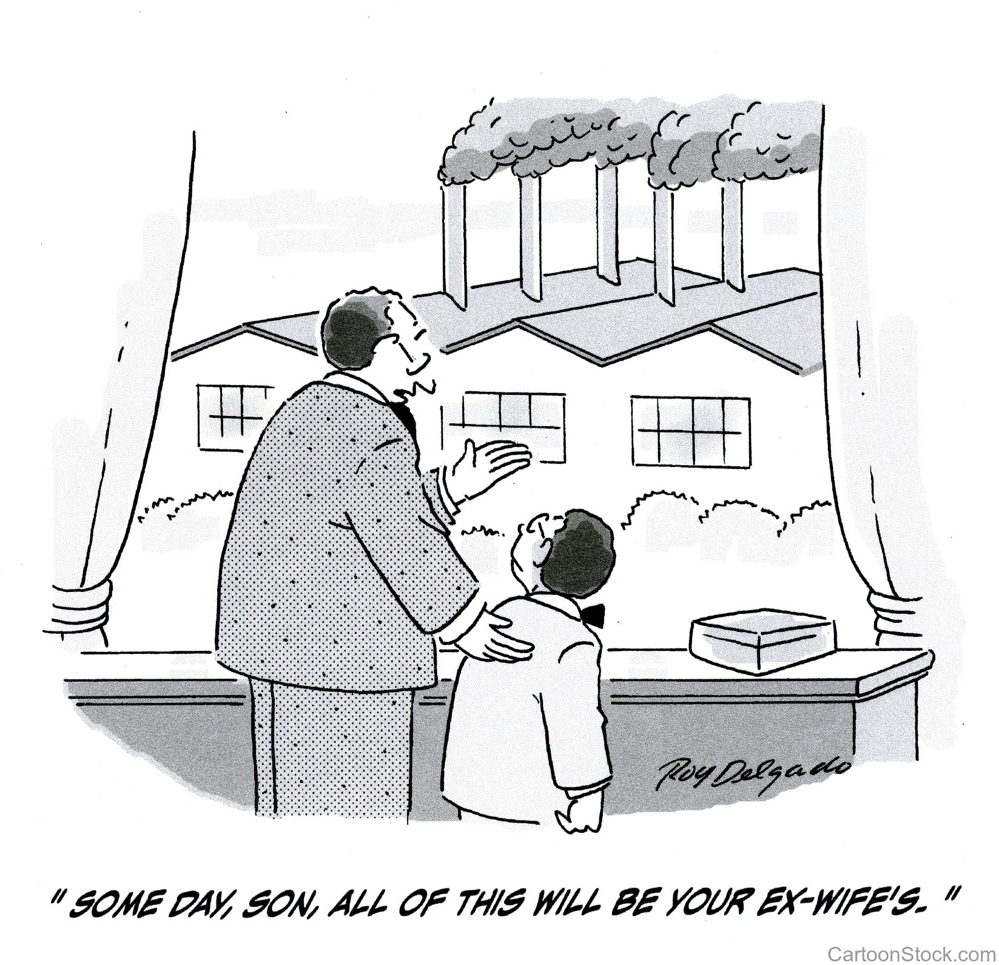 Roy Delgado
" SOME DAY, SON, ALL OF THIS WILL BE YOUR EX-WIFE'S. "
CartoonStock.com